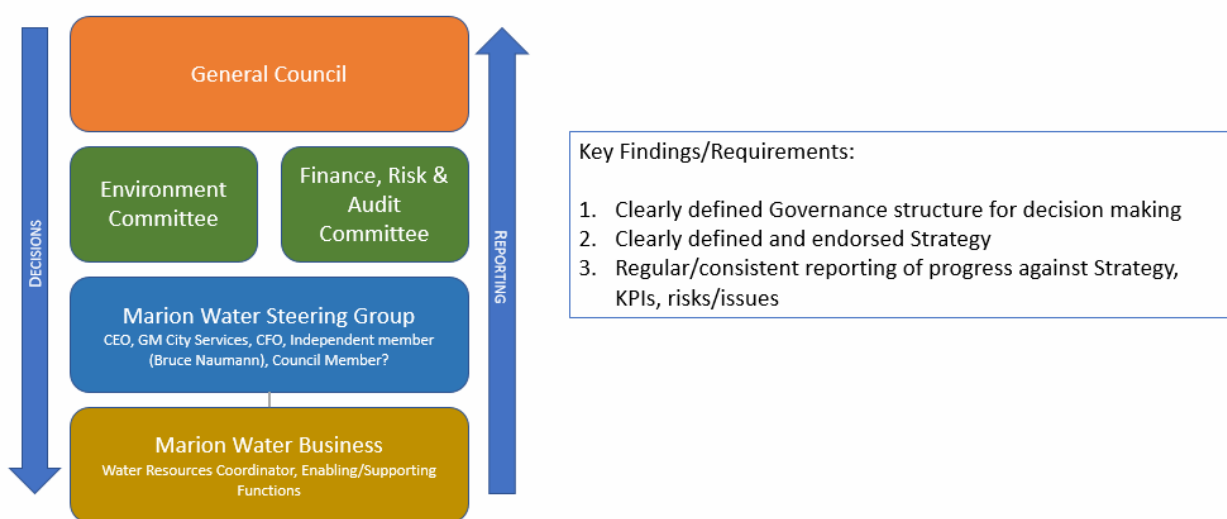 DECISIONS
General Council
Environment
Committee
Finance, Risk &
Audit
Committee
REPORTING
Marion Water Steering Group
CEO, GM City Services, CFO, Independent member
(Bruce Naumann), Council Member?
Marion Water Business
Water Resources Coordinator, Enabling/Supporting
Functions
Key Findings/Requirements:
1. Clearly defined Governance structure for decision making
2. Clearly defined and endorsed Strategy
3. Regular/consistent reporting of progress against Strategy,
KPIs, risks/issues